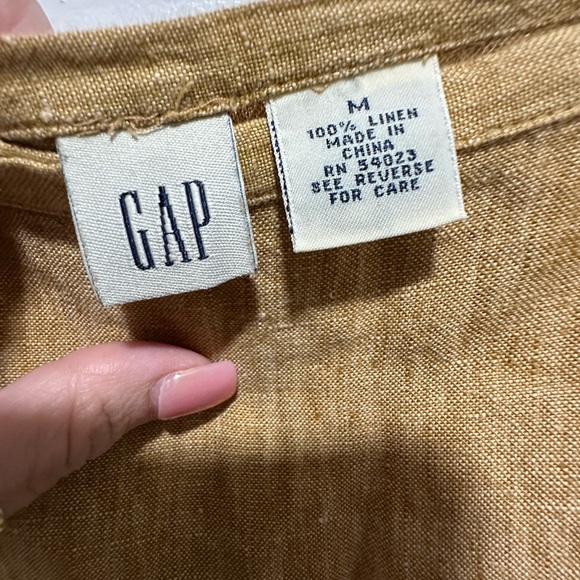 GAP
M
100% LINEN
MADE IN
CHINA
RN 54023
SEE REVERSE
FOR CARE